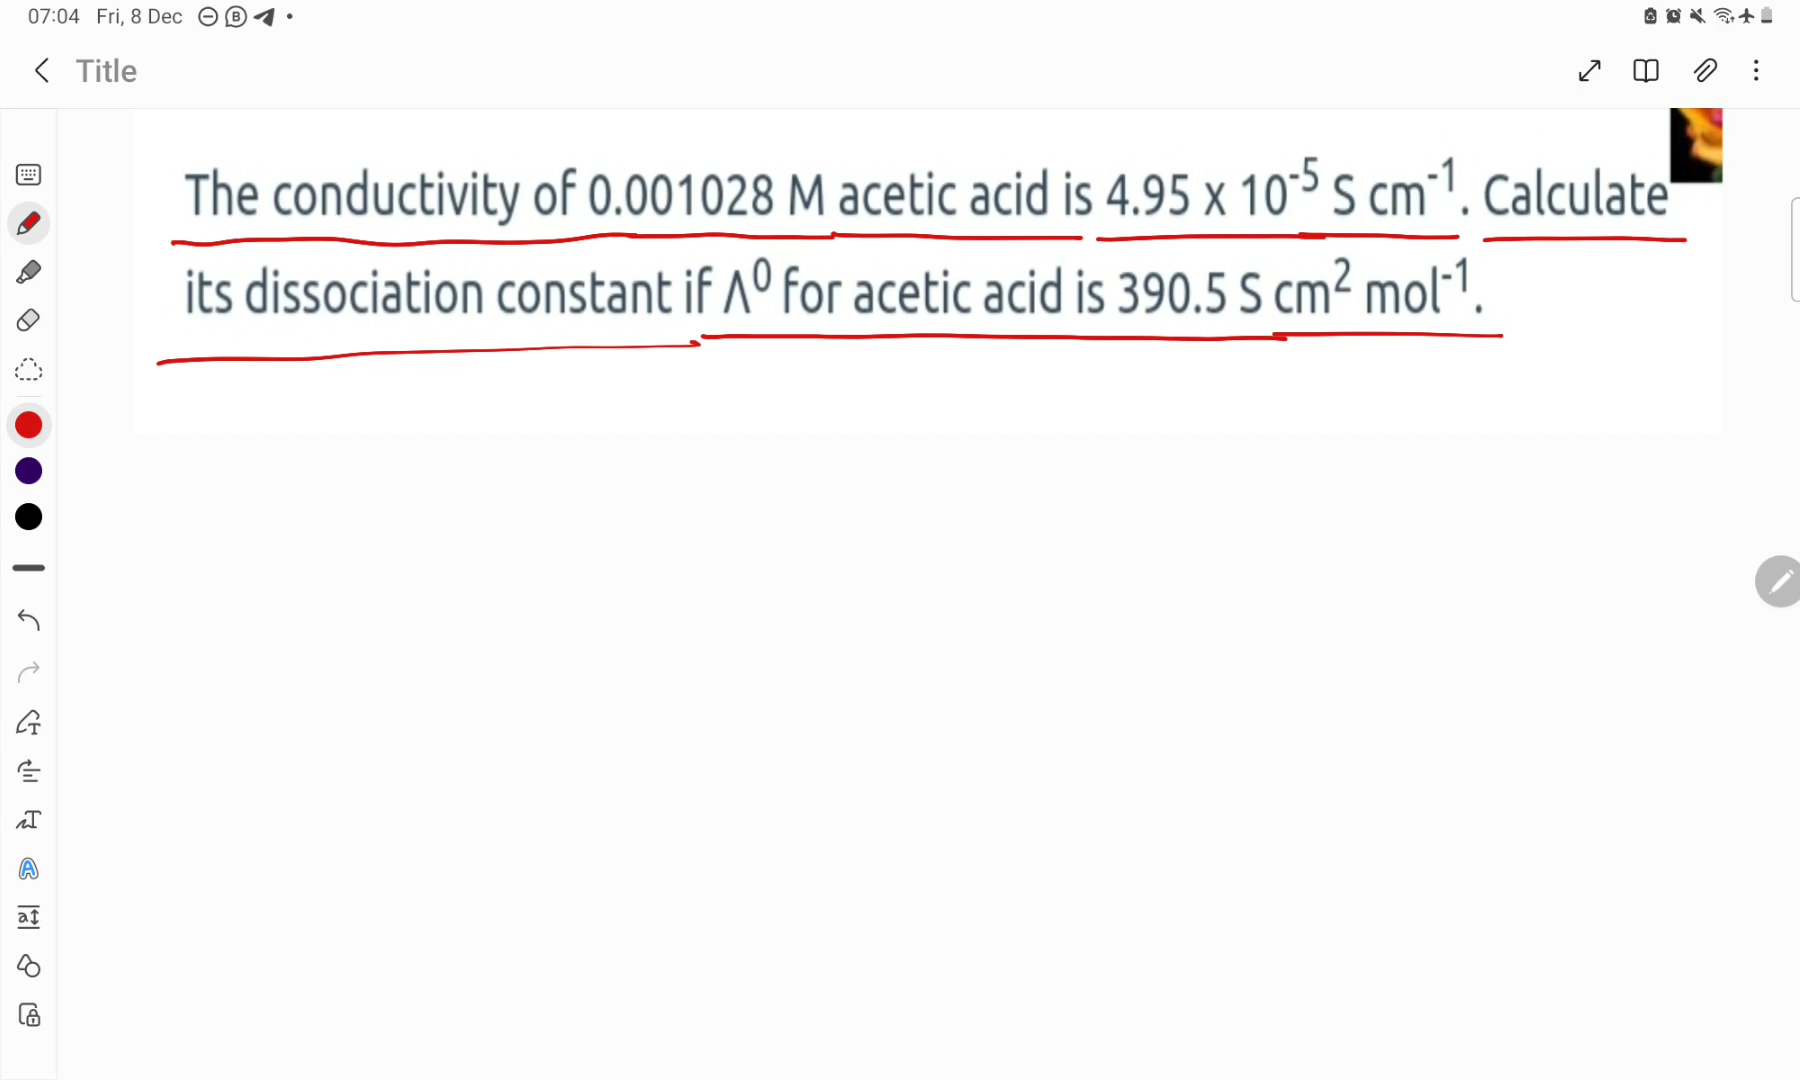 07:04 Fri, 8 Dec
Title
The conductivity of 0.001028 M acetic acid is 4.95 x 10⁻⁵ S cm⁻¹. Calculate
its dissociation constant if Λ⁰ for acetic acid is 390.5 S cm² mol⁻¹.